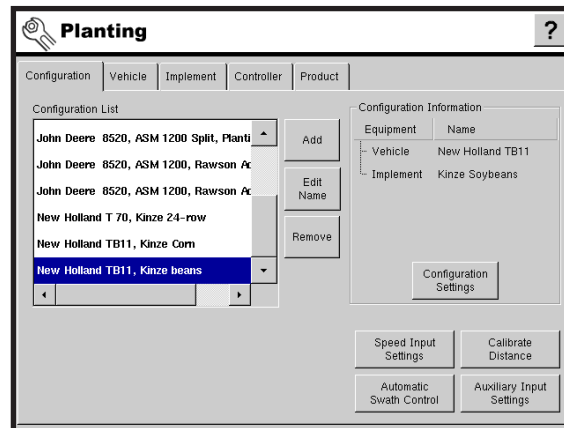 Planting
?
Configuration Vehicle Implement Controller Product
Configuration List
John Deere 8520, ASM 1200 Split, Planti
John Deere 8520, ASM 1200, Rawson Ac
John Deere 8520, ASM 1200, Rawson Ac
New Holland T 70, Kinze 24-row
New Holland TB11, Kinze Corn
New Holland TB11, Kinze beans
Add
Edit
Name
Remove
Configuration Information
Equipment Name
Vehicle New Holland TB11
Implement Kinze Soybeans
Configuration
Settings
Speed Input
Settings
Calibrate
Distance
Automatic
Swath Control
Auxiliary Input
Settings